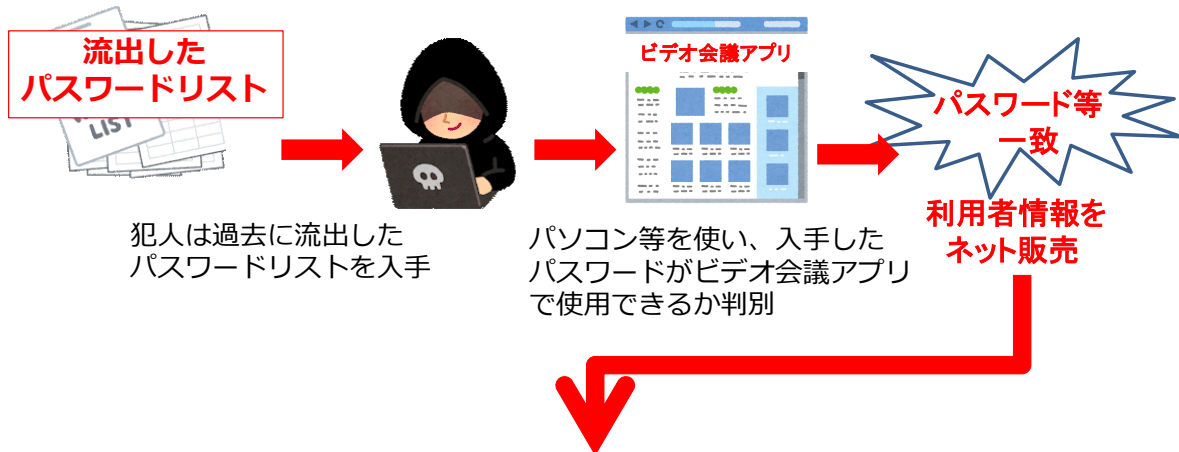 流出した
パスワードリスト
LIST
犯人は過去に流出した
パスワードリストを入手
ビデオ会議アプリ
パソコン等を使い、入手した
パスワードがビデオ会議アプリ
で使用できるか判別
パスワード等
一致
利用者情報を
ネット販売